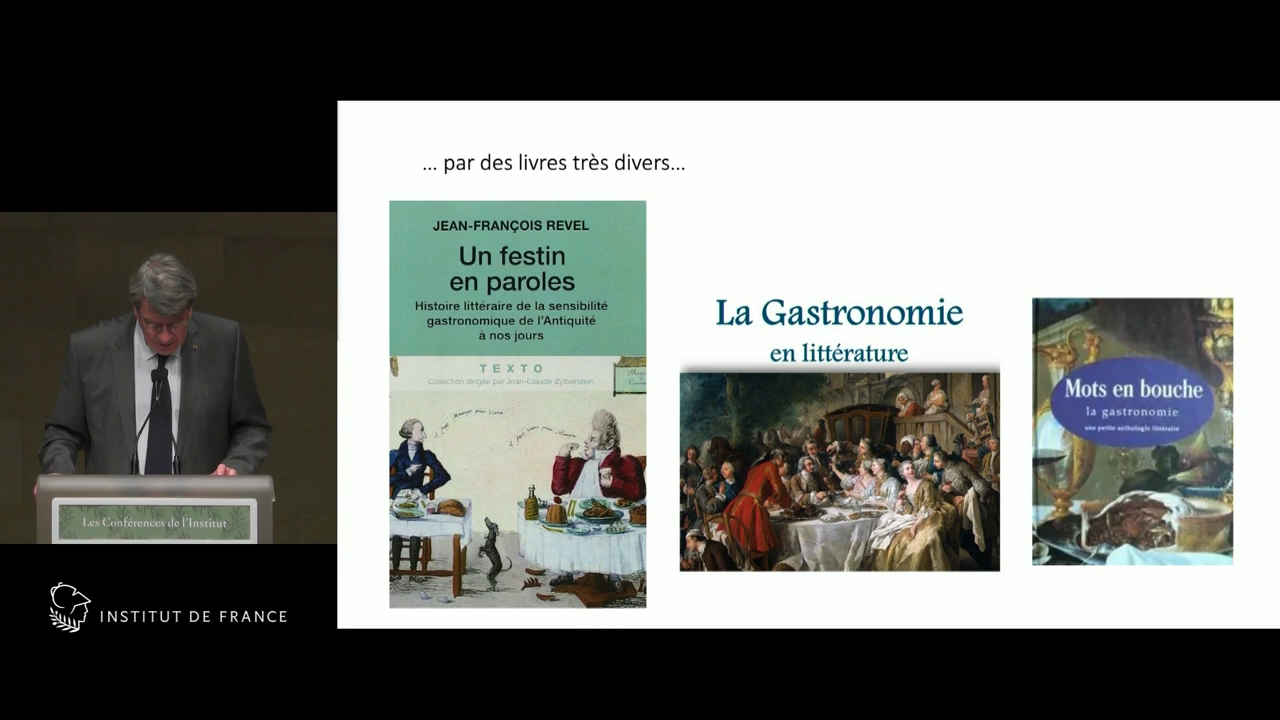 ... par des livres très divers...
JEAN-FRANÇOIS REVEL
Un festin
en paroles
Histoire littéraire de la sensibilité
gastronomique de l'Antiquité
à nos jours
TEXTO
Collection dirigée par Jean-Claude Zylberstein
La Gastronomie
en littérature
Mots en bouche
la gastronomie
une petite anthologie littéraire
Les Conférences de l'Institut
INSTITUT DE FRANCE